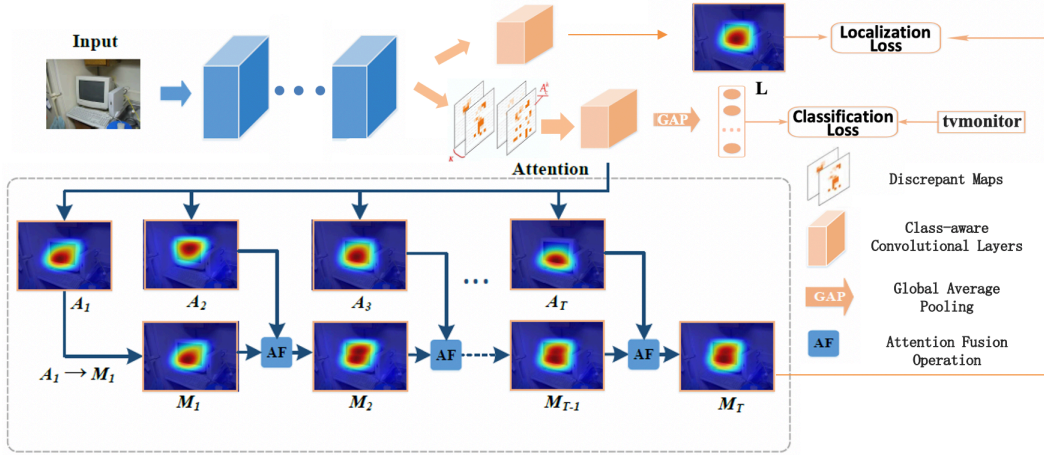 Input
Localization
Loss
L
GAP
Classification
Loss
tvmonitor
K
Attention
Discrepant Maps
Class-aware
Convolutional Layers
GAP
Global Average
Pooling
AF
Attention Fusion
Operation
A1
A2
A3
...
AT
AF
AF
AF
A1 → M1
M1
M2
MT-1
MT